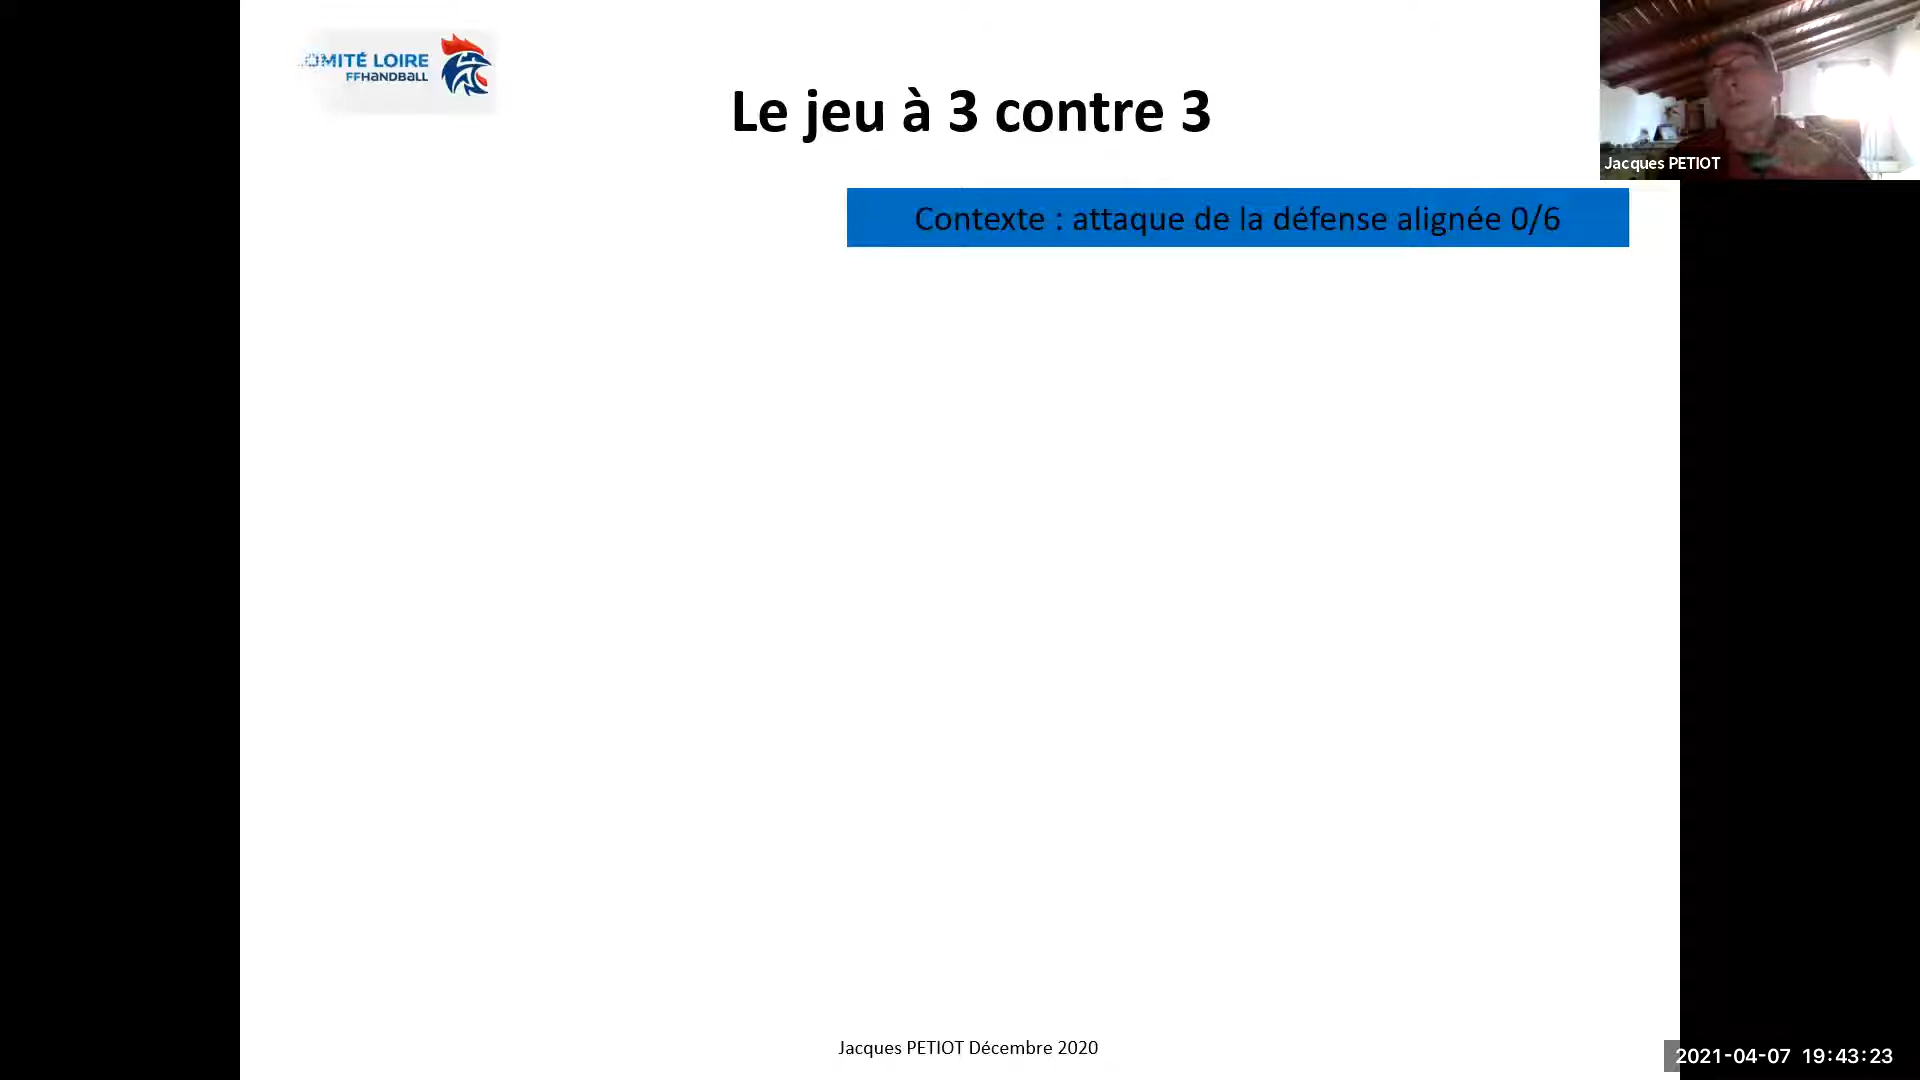 COMITÉ LOIRE
FFHANDBALL
Le jeu à 3 contre 3
Jacques PETIOT
Contexte : attaque de la défense alignée 0/6
Jacques PETIOT Décembre 2020
2021-04-07 19:43:23